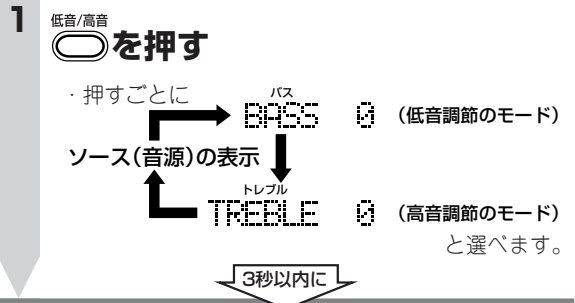 1
低音/高音
を押す
・押すごとに
バス
BASS 0 (低音調節のモード)
ソース(音源)の表示
トレブル
TREBLE 0 (高音調節のモード)
と選べます。
3秒以内に